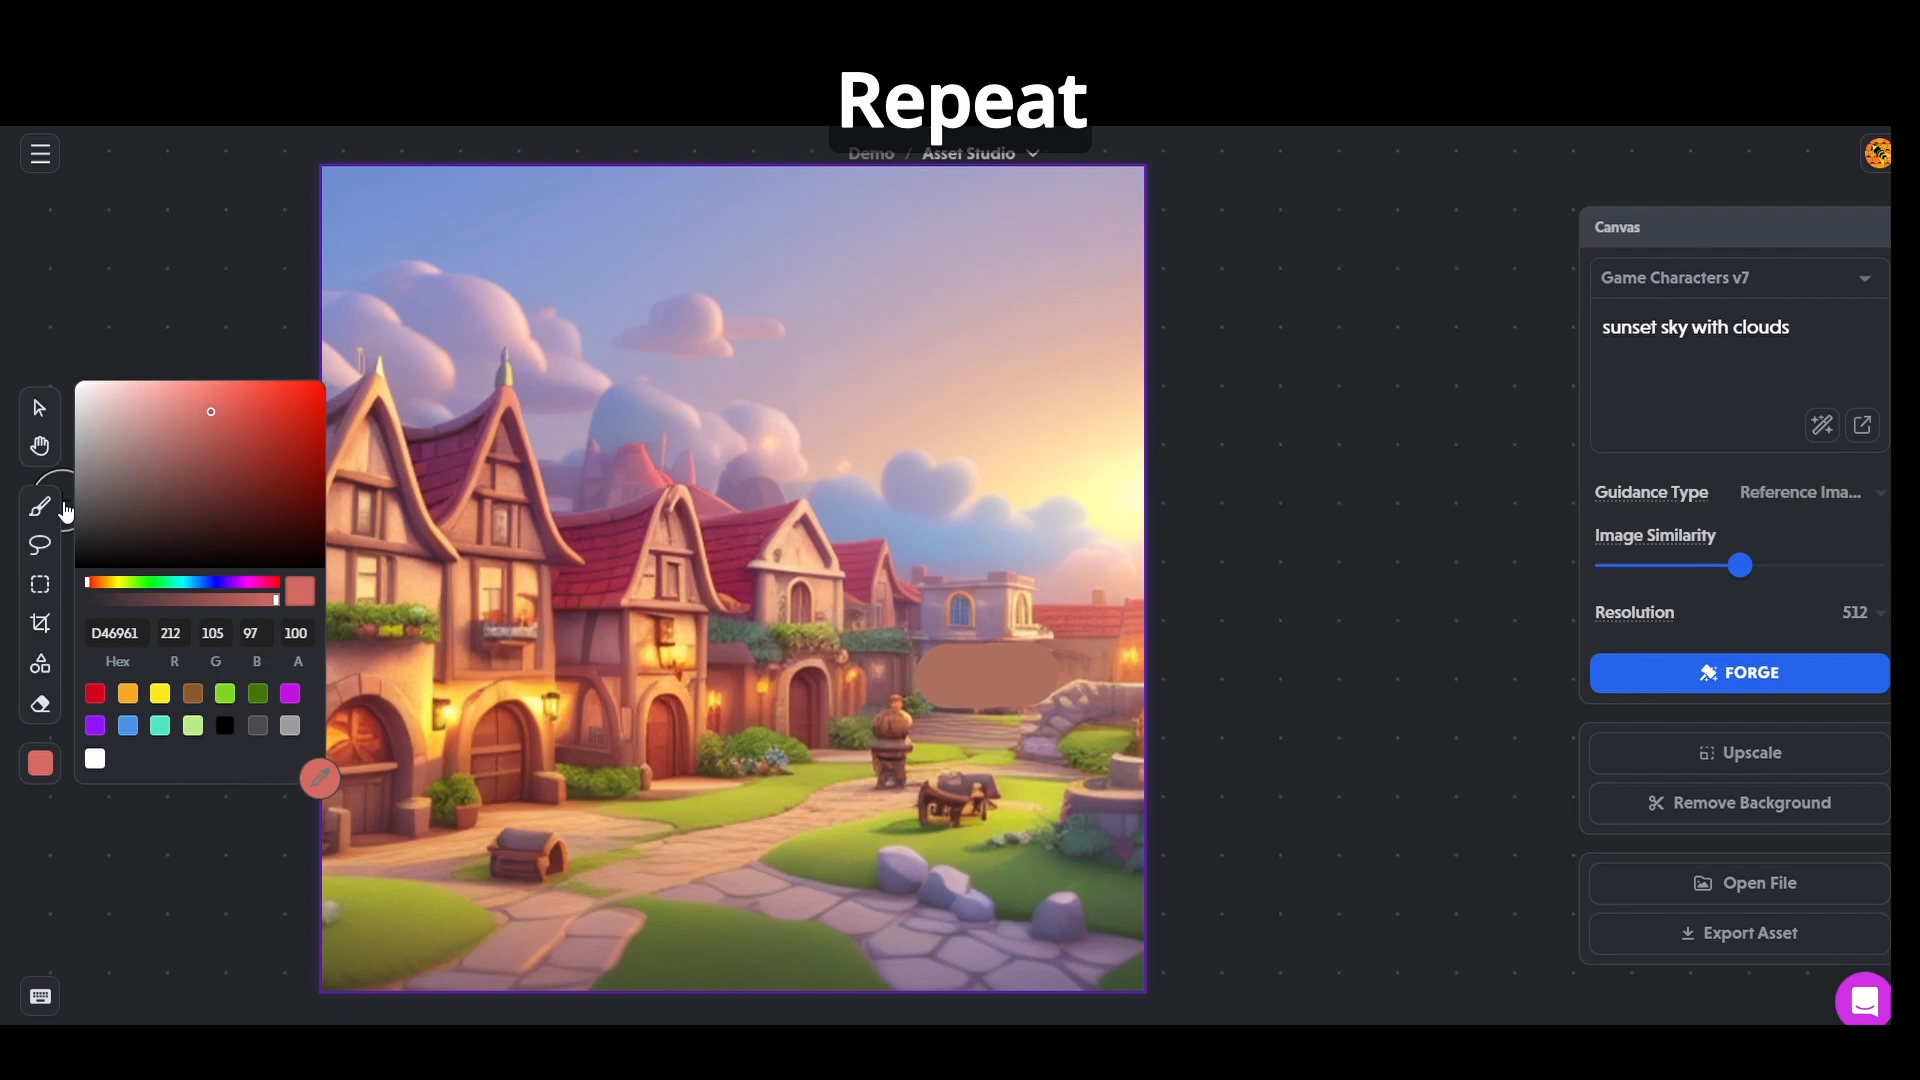 Repeat
Demo / Asset Studio
Canvas
Game Characters v7
sunset sky with clouds
Guidance Type Reference Ima...
Image Similarity
Resolution 512
FORGE
Upscale
Remove Background
Open File
Export Asset
D46961 212 105 97 100
Hex R G B A